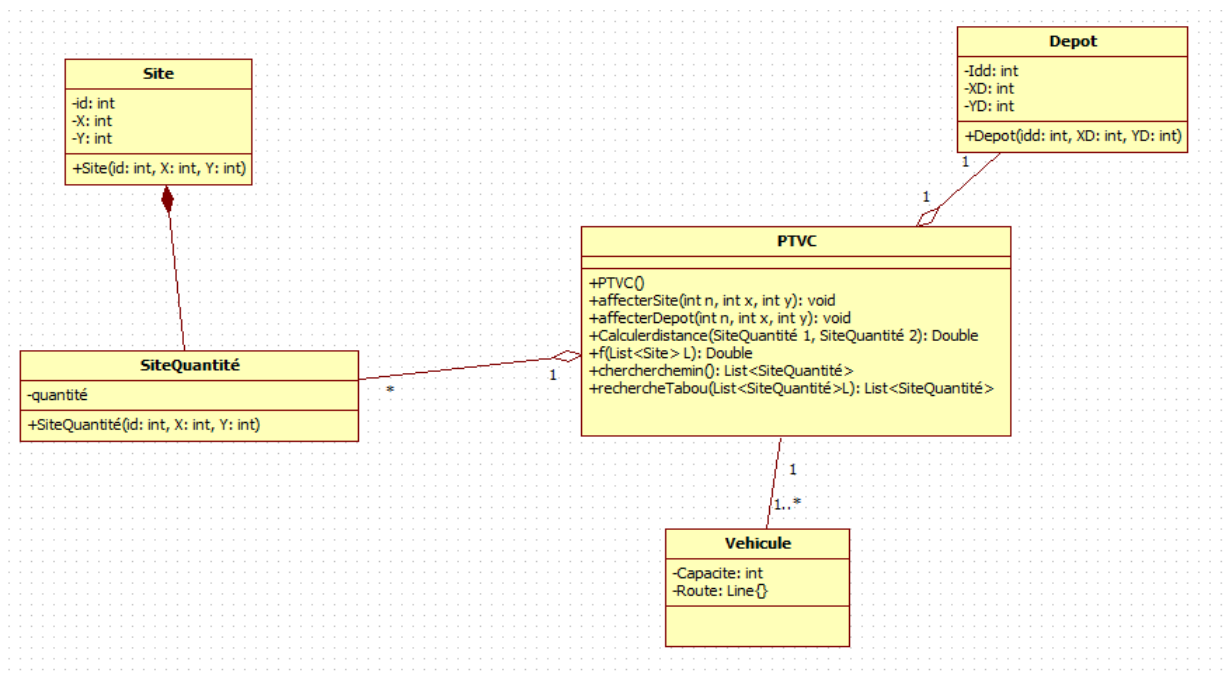 Site
-id: int
-X: int
-Y: int
+Site(id: int, X: int, Y: int)
Depot
-Idd: int
-XD: int
-YD: int
+Depot(idd: int, XD: int, YD: int)
1
1
PTVC
+PTVC()
+affecterSite(int n, int x, int y): void
+affecterDepot(int n, int x, int y): void
+Calculerdistance(SiteQuantité 1, SiteQuantité 2): Double
+f(List<Site> L): Double
+chercherchemin(): List<SiteQuantité>
+rechercheTabou(List<SiteQuantité>L): List<SiteQuantité>
SiteQuantité
-quantité
+SiteQuantité(id: int, X: int, Y: int)
*
1
1
1..*
Vehicule
-Capacite: int
-Route: Line{}